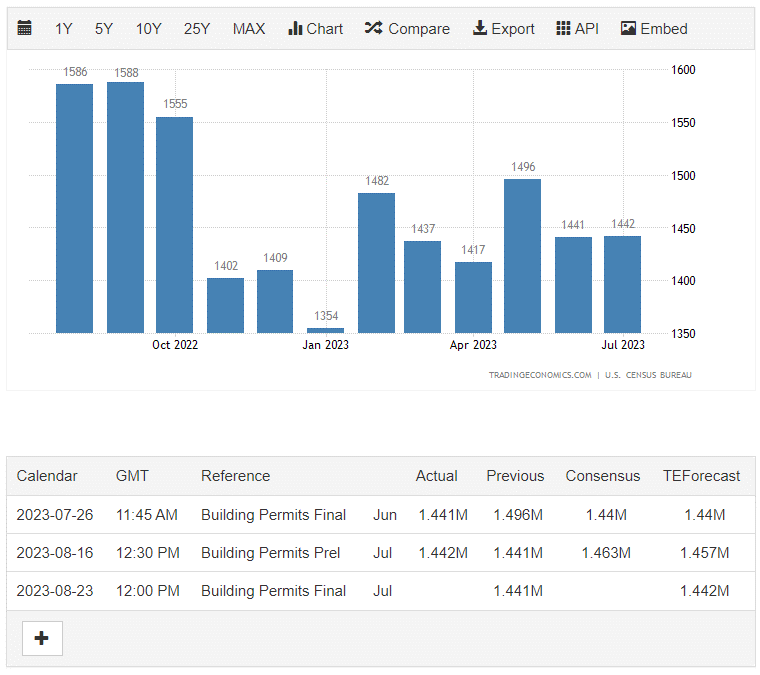 1Y 5Y 10Y 25Y MAX Chart Compare Export API Embed
1586 1588 1600
1555 1550
1496 1500
1482
1437 1441 1442 1450
1402 1409 1417 1400
1354 1350
Oct 2022 Jan 2023 Apr 2023 Jul 2023
TRADINGECONOMICS.COM | U.S. CENSUS BUREAU
Calendar GMT Reference Actual Previous Consensus TEForecast
2023-07-26 11:45 AM Building Permits Final Jun 1.441M 1.496M 1.44M 1.44M
2023-08-16 12:30 PM Building Permits Prel Jul 1.442M 1.441M 1.463M 1.457M
2023-08-23 12:00 PM Building Permits Final Jul 1.441M 1.442M